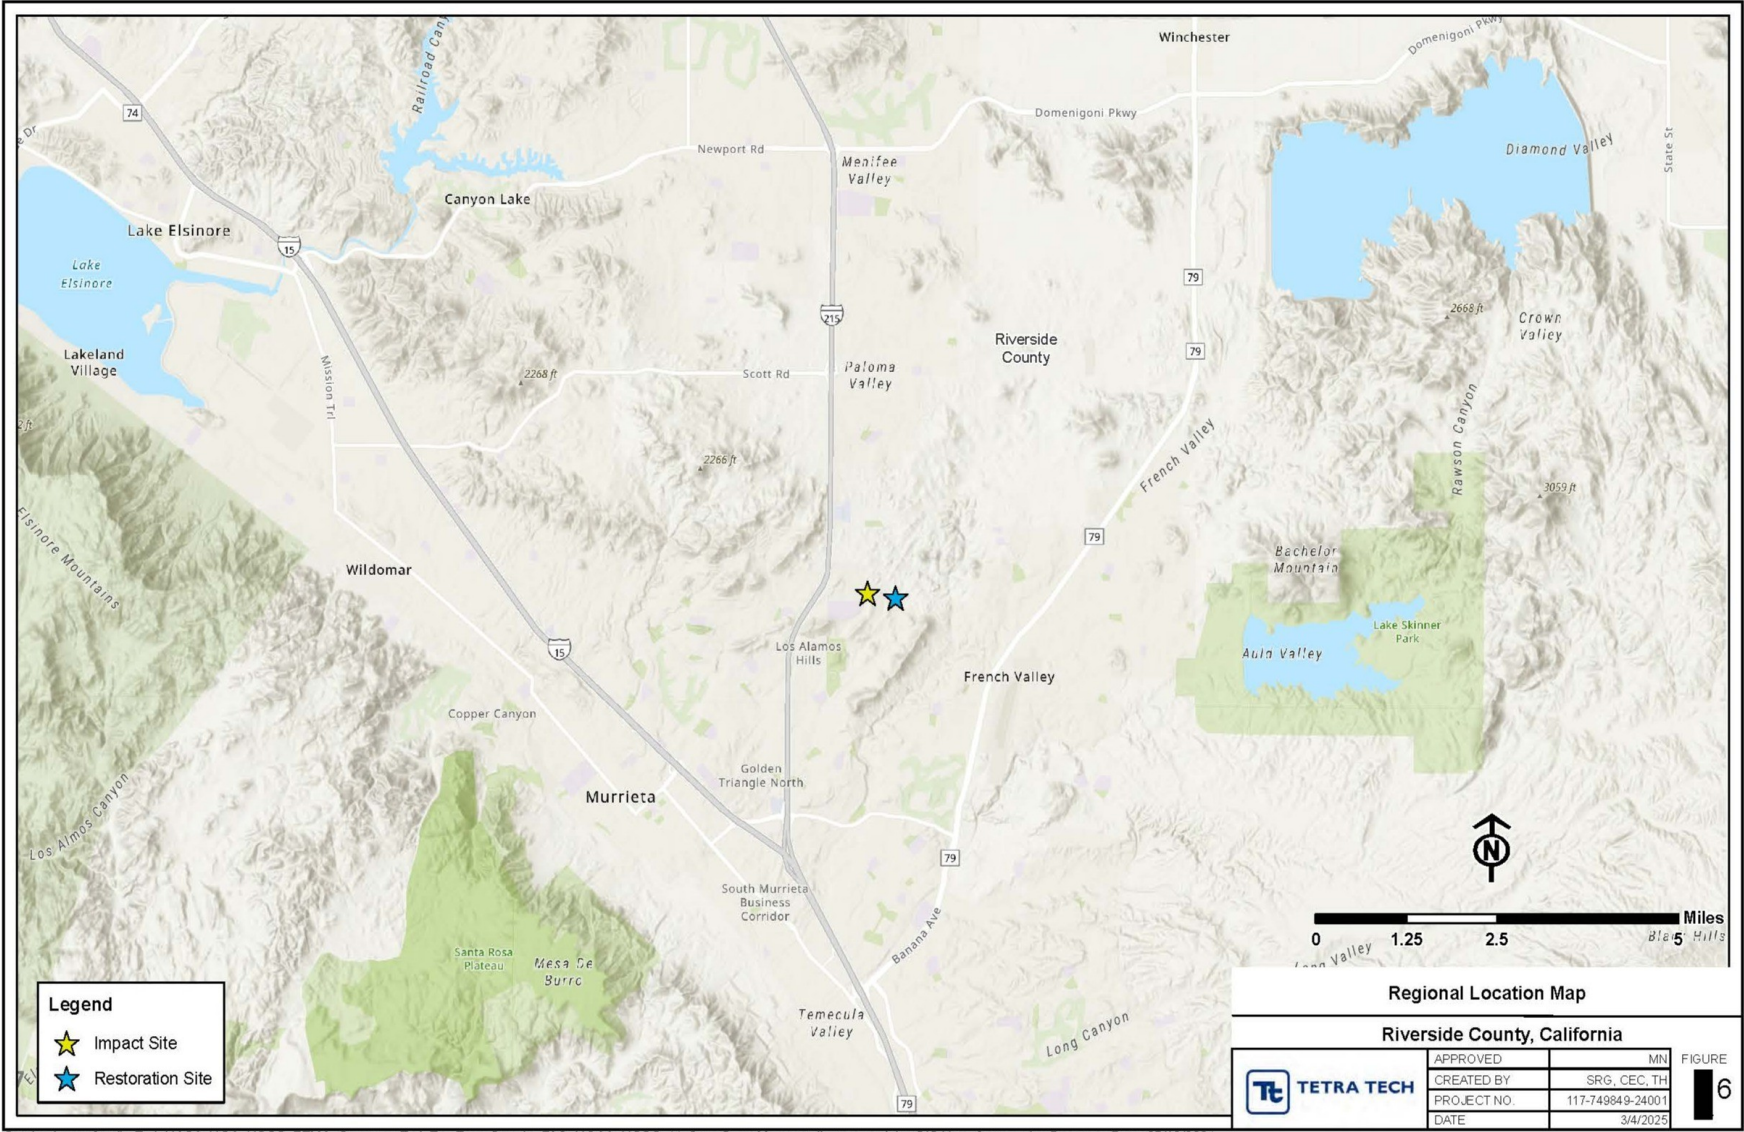 Winchester
Domenigoni Pkwy
Railroad Cany
74
Domenigoni Pkwy
Diamond Valley
State St
e Dr
Newport Rd
Menifee
Valley
Canyon Lake
Lake Elsinore
15
Lake
Elsinore
79
215
2668 ft
Crown
Valley
Riverside
County
79
Lakeland
Village
Mission Trl
2268 ft
Scott Rd
Paloma
Valley
Rawson Canyon
French Valley
2266 ft
3059 ft
79
Elsinore Mountains
Bachelor
Mountain
Wildomar
Lake Skinner
Park
15
Los Alamos
Hills
Auld Valley
French Valley
Copper Canyon
Golden
Triangle North
Murrieta
Los Almos Canyon
79
South Murrieta
Business
Corridor
Banana Ave
Miles
0 1.25 2.5 5
Hills
Valley
Santa Rosa
Plateau
Mesa De
Burro
Temecula
Valley
Long Canyon
79
Legend
Impact Site
Restoration Site
Regional Location Map
Riverside County, California
Tt TETRA TECH
APPROVED MN
CREATED BY SRG, CEC, TH
PROJECT NO. 117-749849-24001
DATE 3/4/2025
FIGURE
6